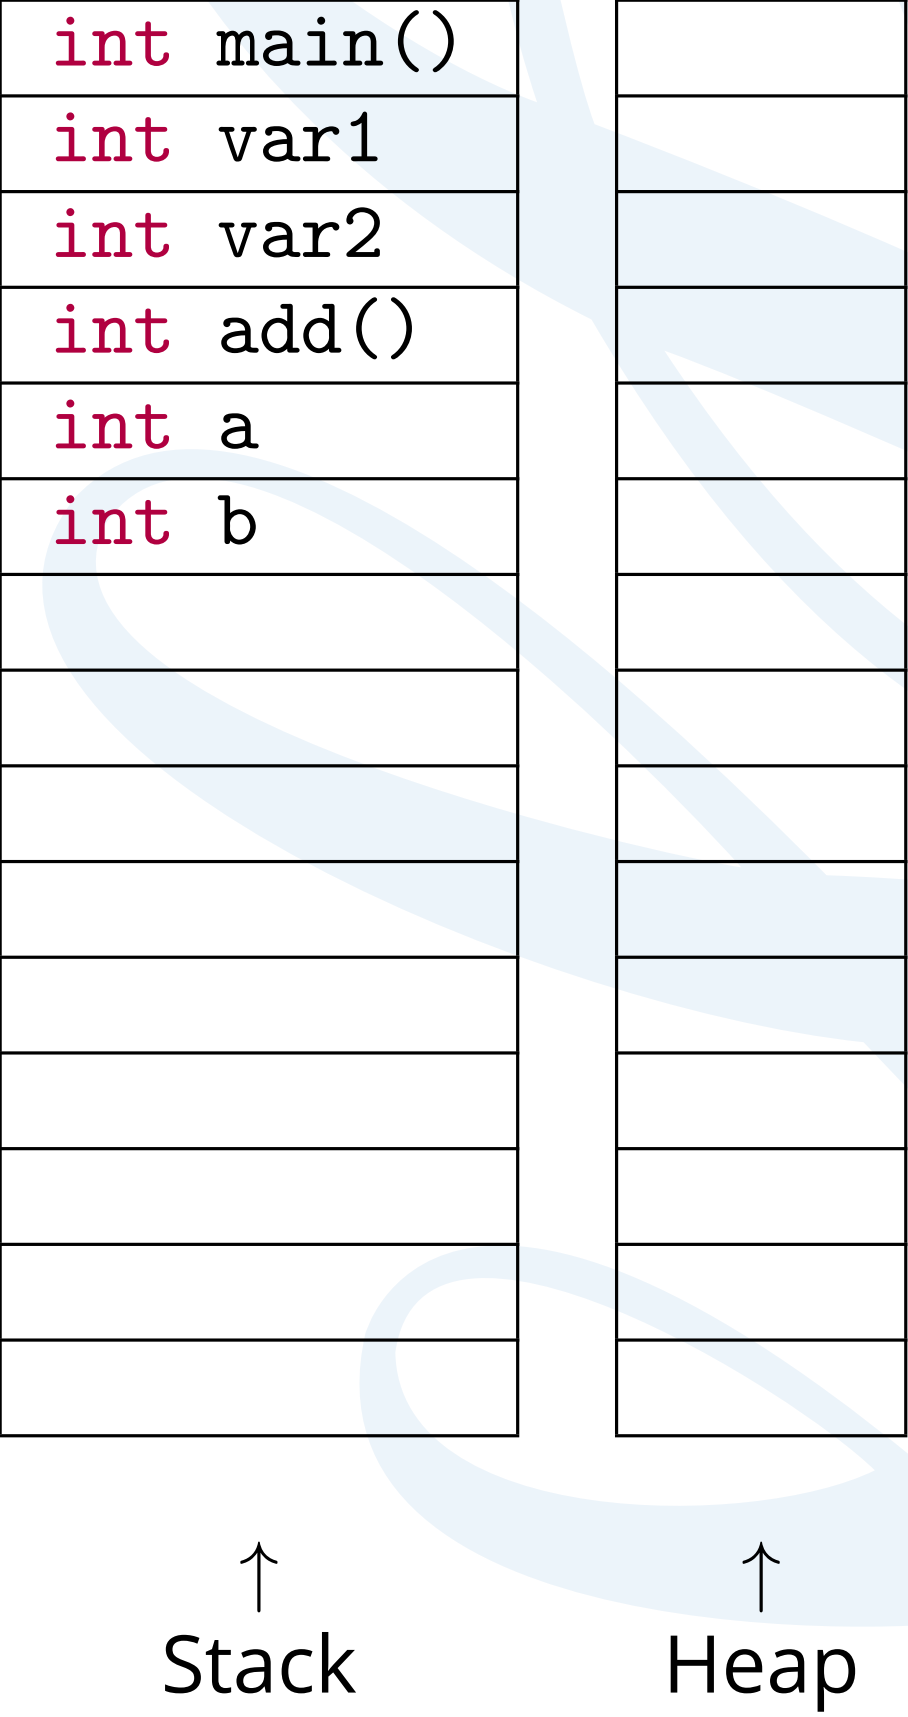 int main()
int var1
int var2
int add()
int a
int b
↑ ↑
Stack Heap